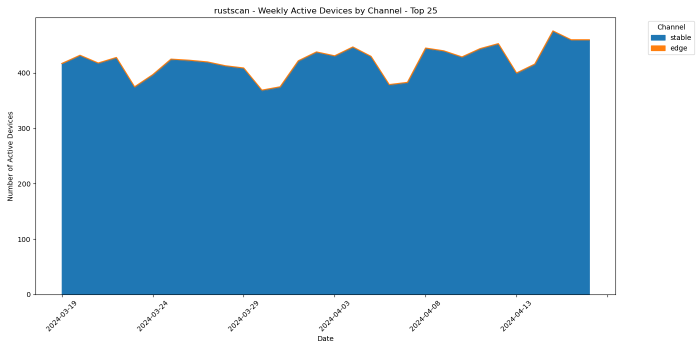 rustscan - Weekly Active Devices by Channel - Top 25
Channel
stable
edge
Number of Active Devices
400
300
200
100
0
2024-03-19
2024-03-24
2024-03-29
2024-04-03
2024-04-08
2024-04-13
Date